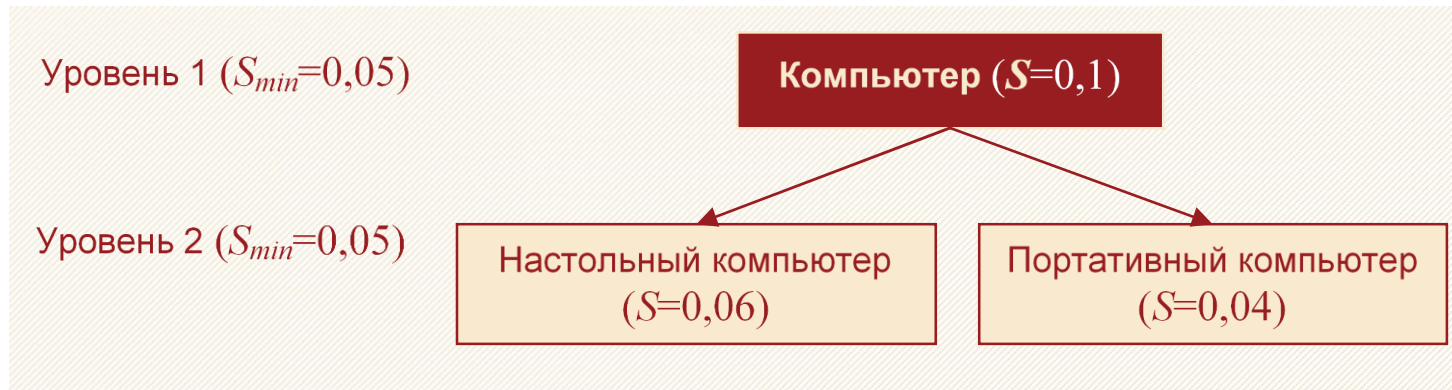 Уровень 1 (Smin=0,05)
Компьютер (S=0,1)
Уровень 2 (Smin=0,05)
Настольный компьютер
(S=0,06)
Портативный компьютер
(S=0,04)